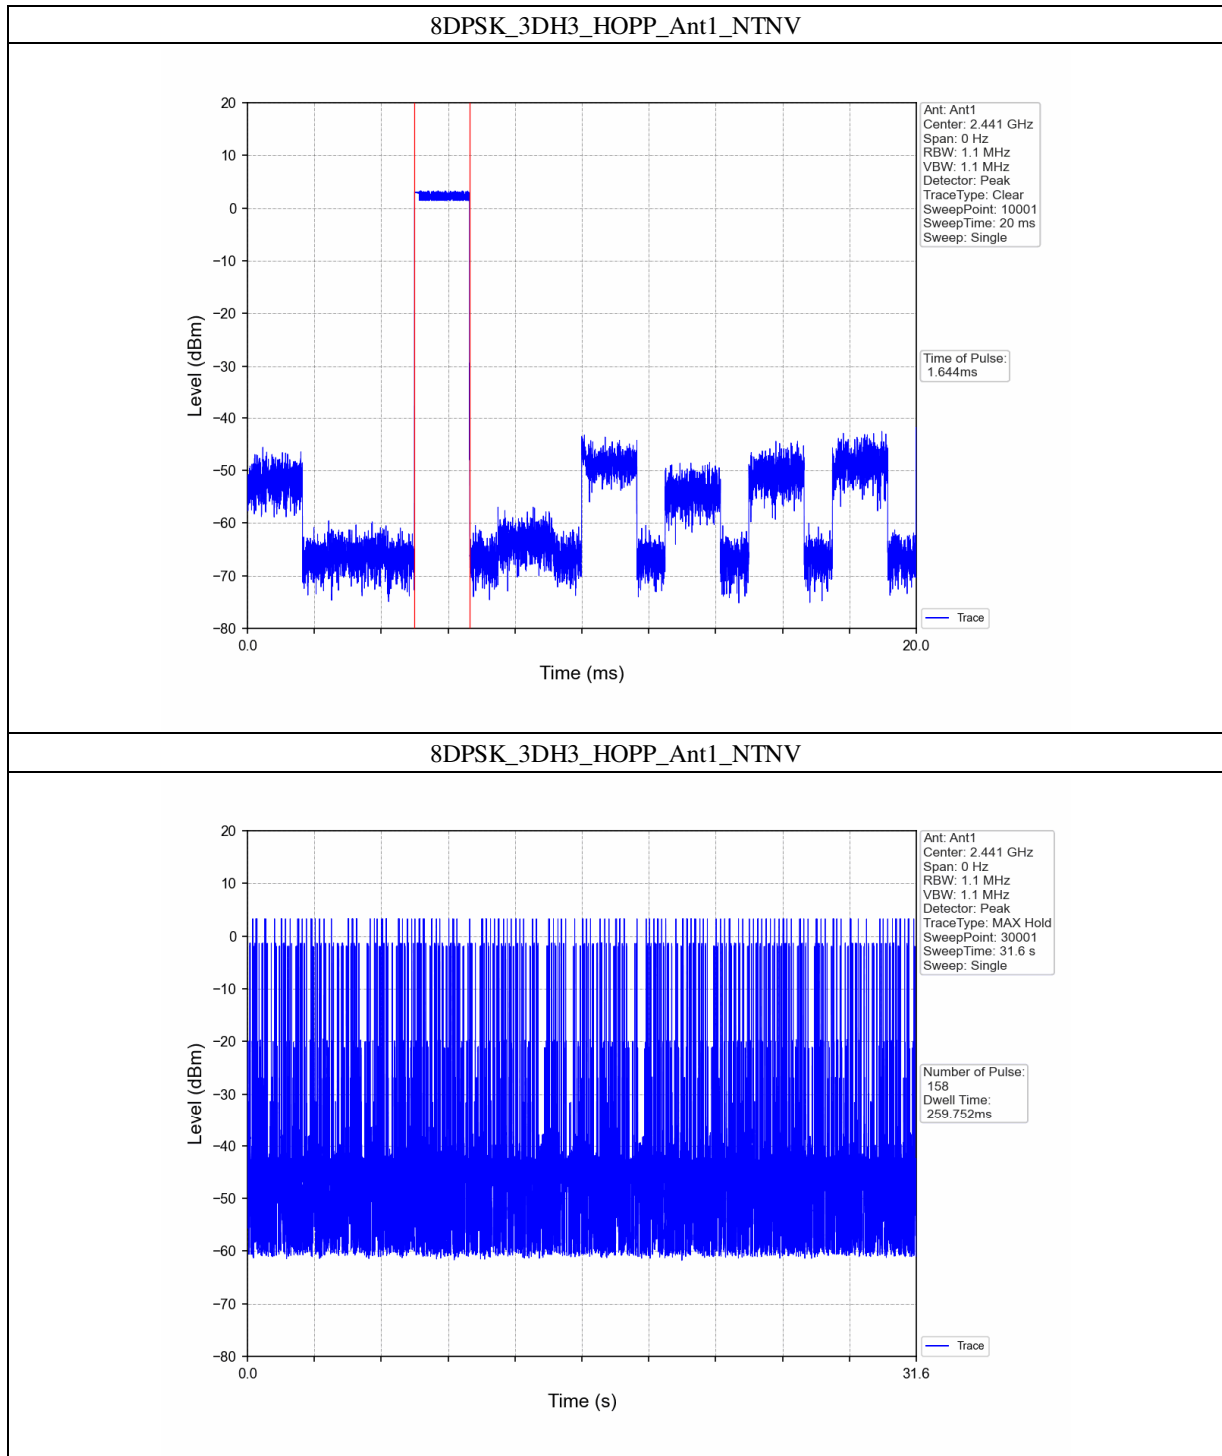 8DPSK_3DH3_HOPP_Ant1_NTNV
20
10
0
−10
−20
−30
−40
−50
−60
−70
−80
Level (dBm)
0.0
20.0
Time (ms)
Ant: Ant1
Center: 2.441 GHz
Span: 0 Hz
RBW: 1.1 MHz
VBW: 1.1 MHz
Detector: Peak
TraceType: Clear
SweepPoint: 10001
SweepTime: 20 ms
Sweep: Single
Time of Pulse:
1.644ms
Trace
8DPSK_3DH3_HOPP_Ant1_NTNV
20
10
0
−10
−20
−30
−40
−50
−60
−70
−80
Level (dBm)
0.0
31.6
Time (s)
Ant: Ant1
Center: 2.441 GHz
Span: 0 Hz
RBW: 1.1 MHz
VBW: 1.1 MHz
Detector: Peak
TraceType: MAX Hold
SweepPoint: 30001
SweepTime: 31.6 s
Sweep: Single
Number of Pulse:
158
Dwell Time:
259.752ms
Trace